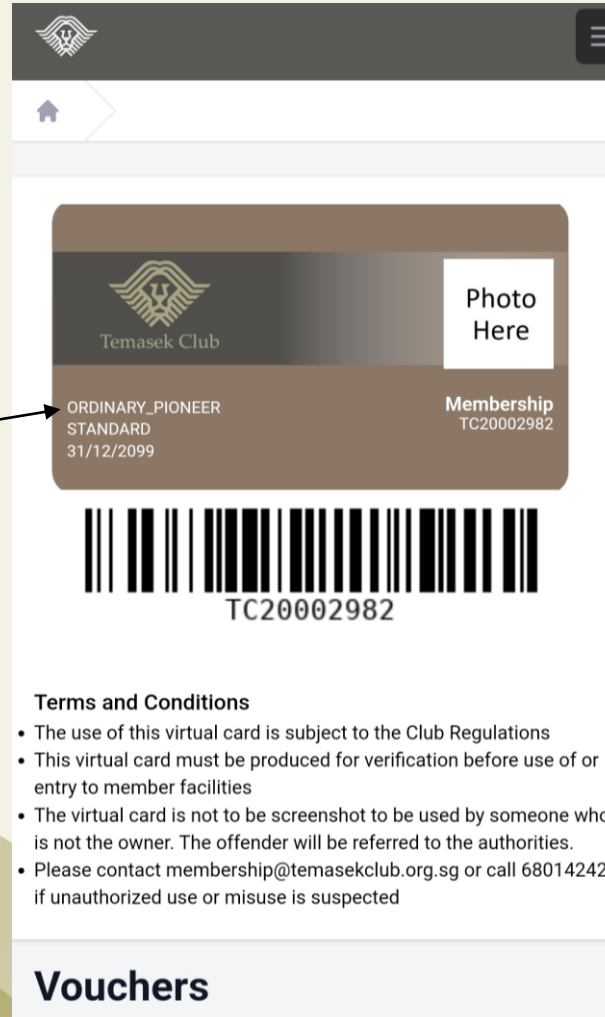 Temasek Club
Photo
Here
ORDINARY_PIONEER
STANDARD
31/12/2099
Membership
TC20002982
TC20002982
Terms and Conditions
• The use of this virtual card is subject to the Club Regulations
• This virtual card must be produced for verification before use of or
entry to member facilities
• The virtual card is not to be screenshot to be used by someone who
is not the owner. The offender will be referred to the authorities.
• Please contact membership@temasekclub.org.sg or call 68014242
if unauthorized use or misuse is suspected
Vouchers